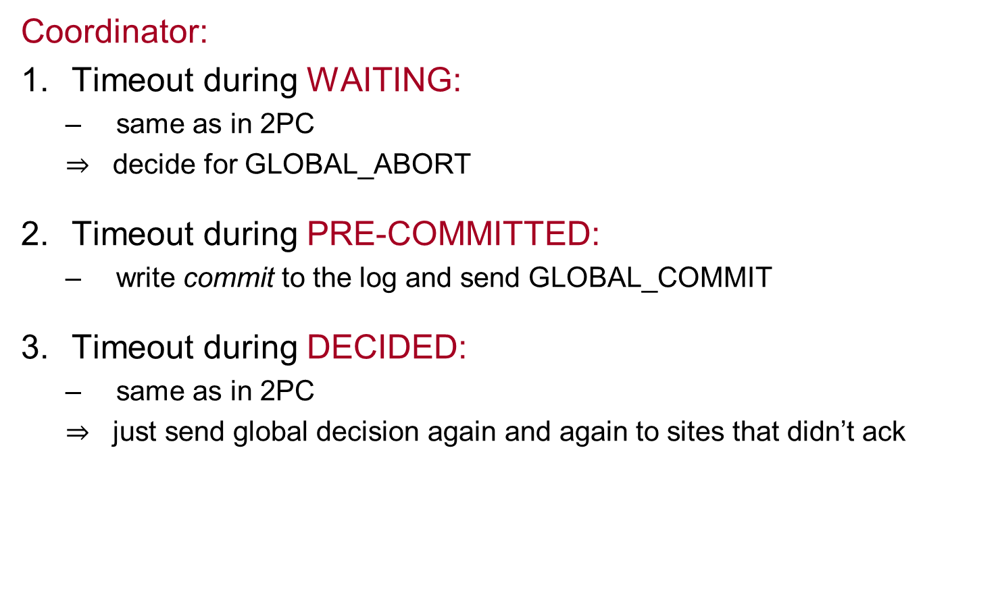 Coordinator:
1. Timeout during WAITING:
– same as in 2PC
⇒ decide for GLOBAL_ABORT
2. Timeout during PRE-COMMITTED:
– write commit to the log and send GLOBAL_COMMIT
3. Timeout during DECIDED:
– same as in 2PC
⇒ just send global decision again and again to sites that didn’t ack